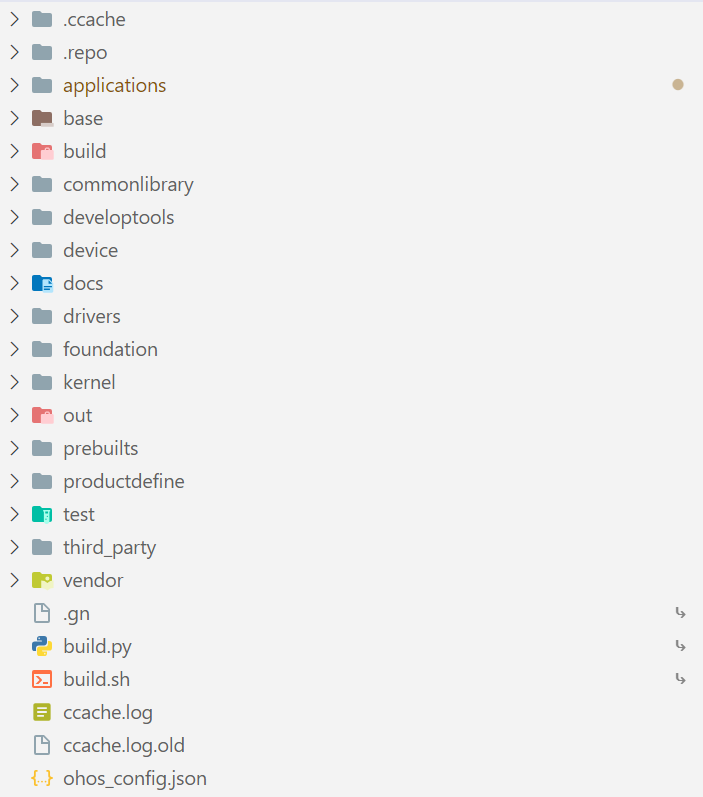 .ccache
.repo
applications
base
build
commonlibrary
developtools
device
docs
drivers
foundation
kernel
out
prebuilts
productdefine
test
third_party
vendor
.gn
build.py
build.sh
ccache.log
ccache.log.old
ohos_config.json